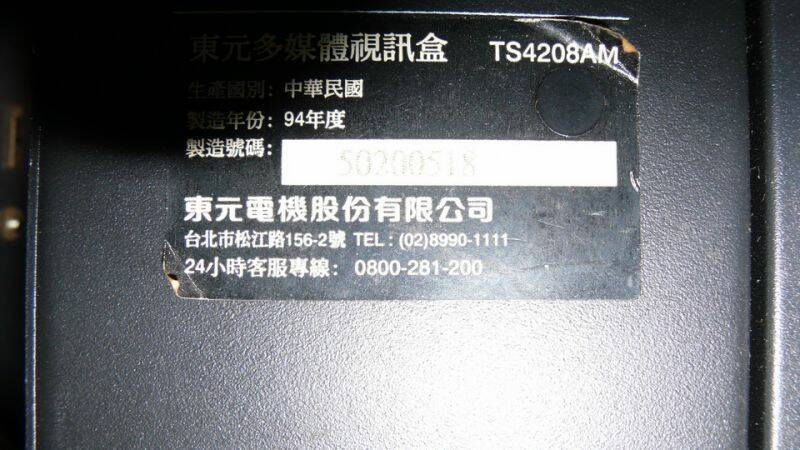 東元多媒體視訊盒 TS4208AM
生產國別：中華民國
製造年份：94年度
製造號碼：50200518
東元電機股份有限公司
台北市松江路156-2號 TEL：(02)8990-1111
24小時客服專線：0800-281-200